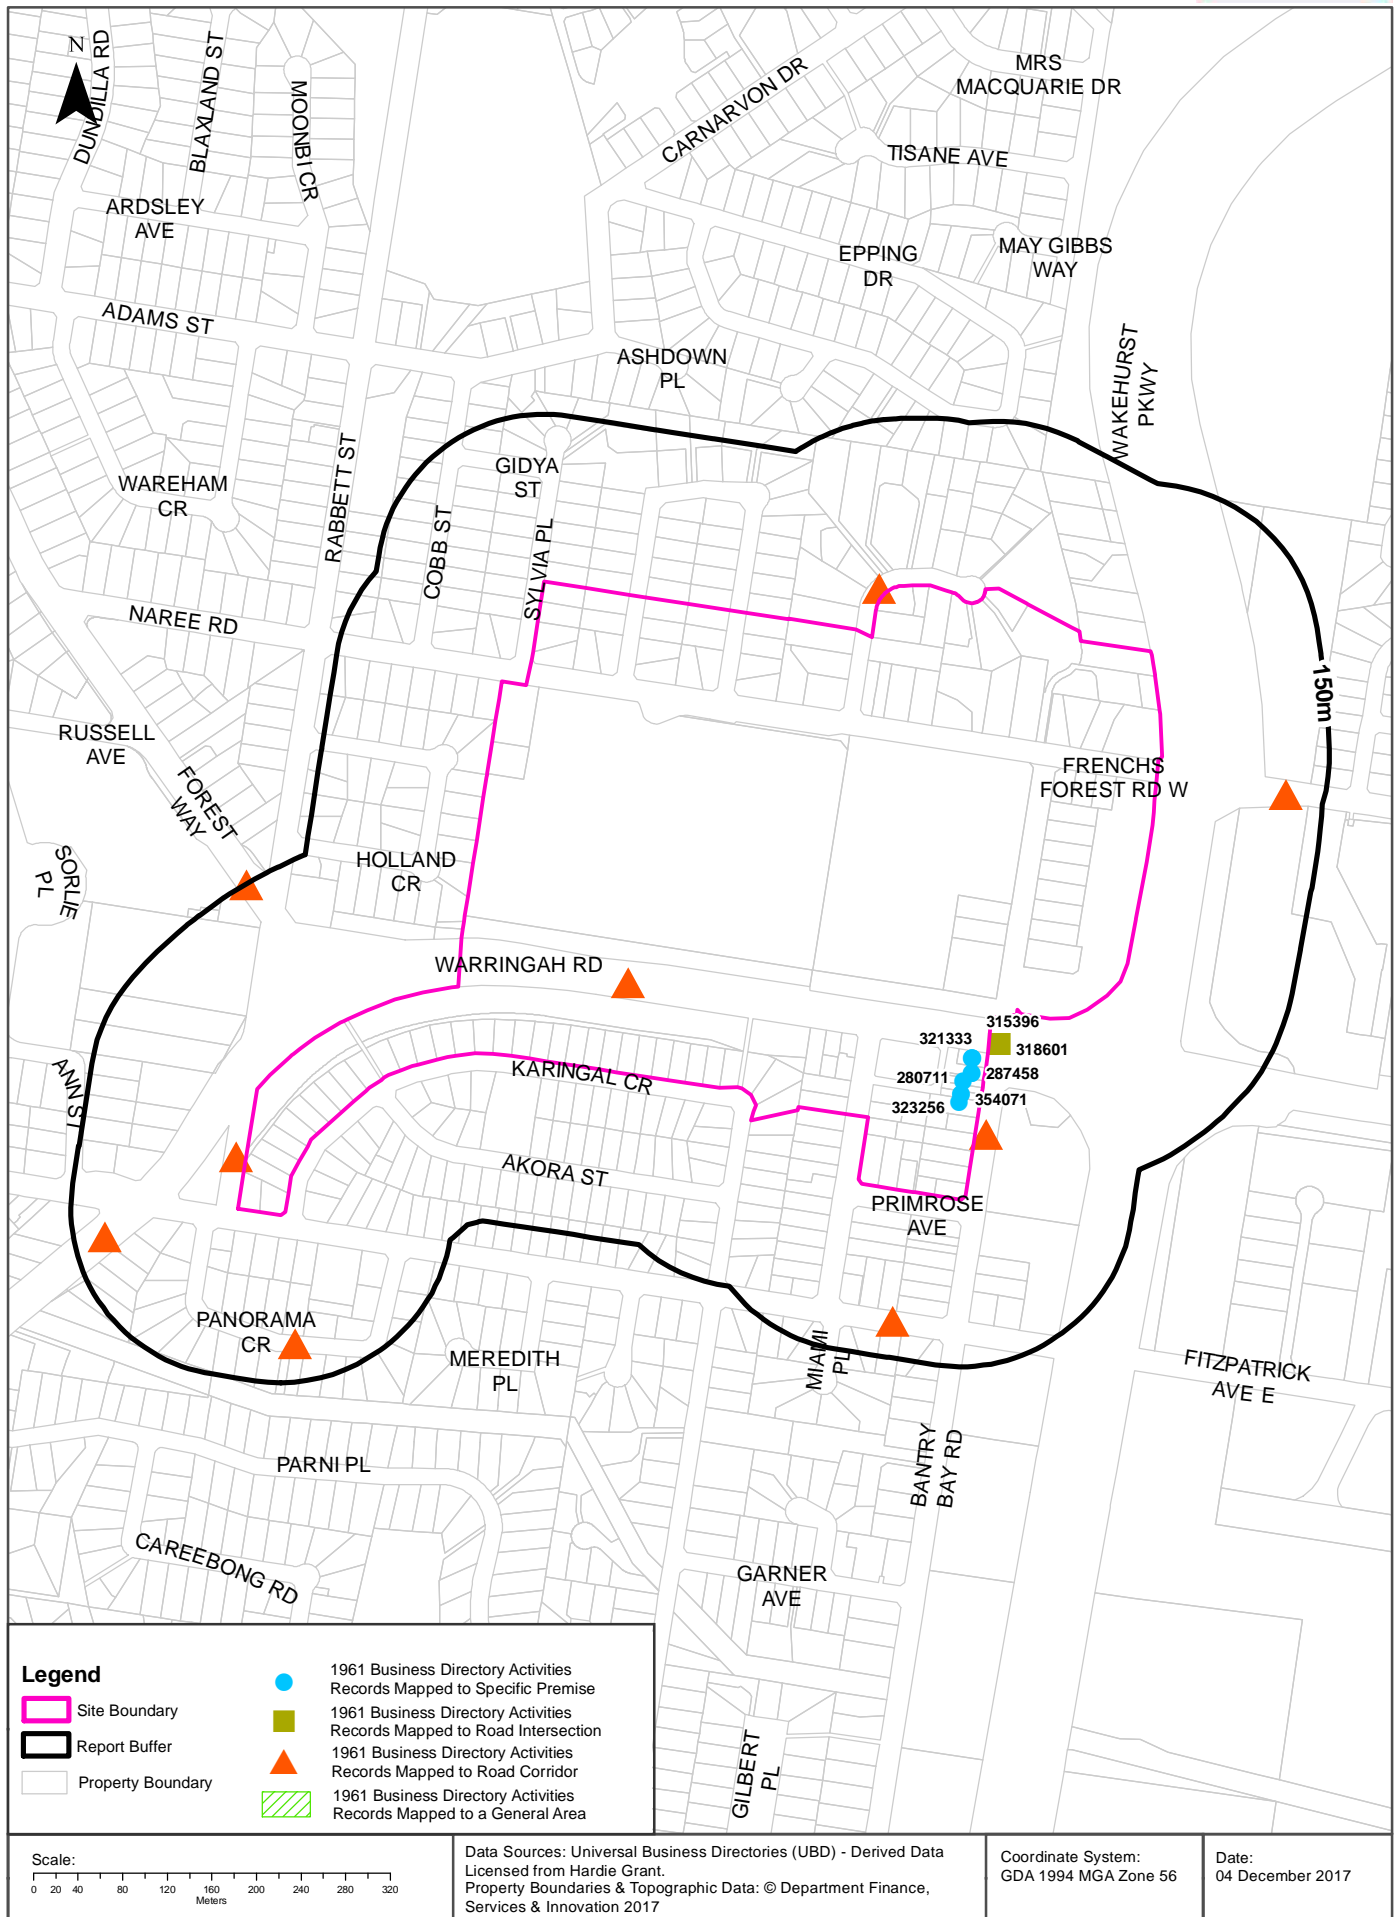 N
DUNDILLA RD
BLAXLAND ST
MOONBI CR
CARNARVON DR
MRS
MACQUARIE DR
TISANE AVE
ARDSLEY
AVE
EPPING
DR
MAY GIBBS
WAY
ADAMS ST
ASHDOWN
PL
WAKEHURST
PKWY
RABBETT ST
GIDYA
ST
WAREHAM
CR
COBB ST
SYLVIA PL
NAREE RD
150m
RUSSELL
AVE
FOREST
WAY
FRENCHS
FOREST RD W
HOLLAND
CR
SORLIE
PL
WARRINGAH RD
315396
321333
318601
KARINGAL CR
280711
287458
354071
323256
ANN ST
AKORA ST
PRIMROSE
AVE
PANORAMA
CR
MEREDITH
PL
MIAMI
PL
FITZPATRICK
AVE E
BANTRY
BAY RD
PARNI PL
CAREEBONG RD
GARNER
AVE
GILBERT
PL
Legend
Site Boundary
Report Buffer
Property Boundary
1961 Business Directory Activities
Records Mapped to Specific Premise
1961 Business Directory Activities
Records Mapped to Road Intersection
1961 Business Directory Activities
Records Mapped to Road Corridor
1961 Business Directory Activities
Records Mapped to a General Area
Scale:
0 20 40 80 120 160 200 240 280 320
Meters
Data Sources: Universal Business Directories (UBD) - Derived Data
Licensed from Hardie Grant.
Property Boundaries & Topographic Data: © Department Finance,
Services & Innovation 2017
Coordinate System:
GDA 1994 MGA Zone 56
Date:
04 December 2017